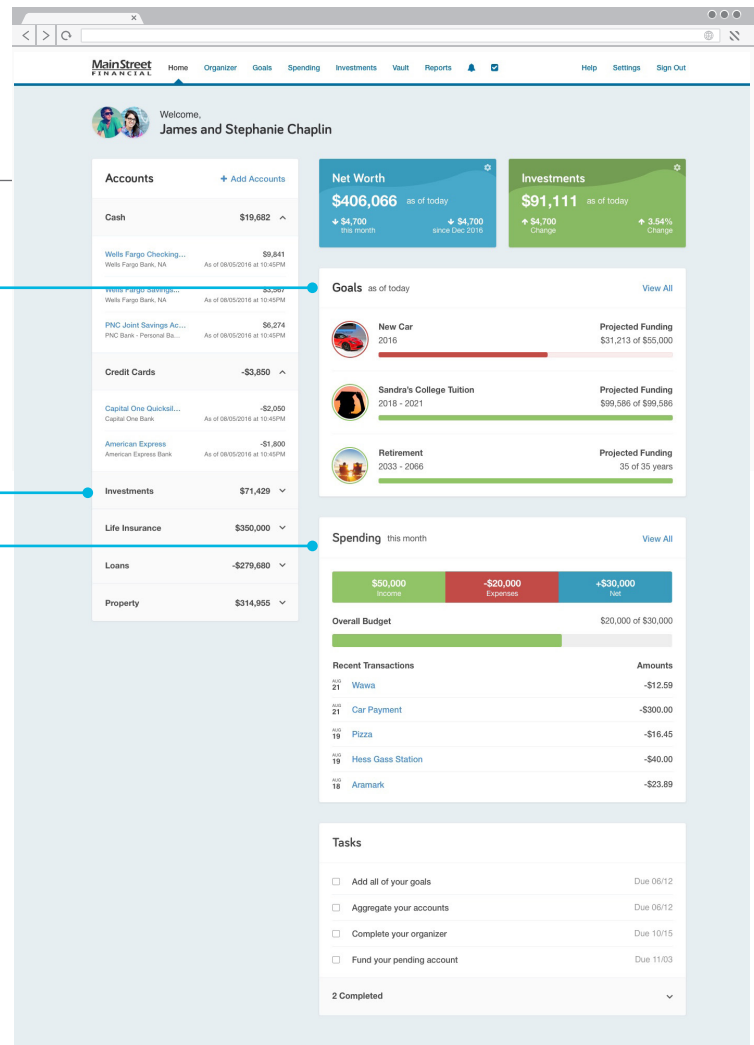 MainStreet
FINANCIAL
Home Organizer Goals Spending Investments Vault Reports Help Settings Sign Out
Welcome,
James and Stephanie Chaplin
Accounts + Add Accounts
Cash $19,682
Wells Fargo Checking... $9,841
Wells Fargo Bank, NA As of 08/05/2016 at 10:45PM
Wells Fargo Savings... $3,567
Wells Fargo Bank, NA As of 08/05/2016 at 10:45PM
PNC Joint Savings Ac... $6,274
PNC Bank - Personal Ba... As of 08/05/2016 at 10:45PM
Credit Cards -$3,850
Capital One Quicksil... -$2,050
Capital One Bank As of 08/05/2016 at 10:45PM
American Express -$1,800
American Express Bank As of 08/05/2016 at 10:45PM
Investments $71,429
Life Insurance $350,000
Loans -$279,680
Property $314,955
Net Worth
$406,066 as of today
$4,700 $4,700
this month since Dec 2016
Investments
$91,111 as of today
$4,700 3.54%
Change Change
Goals as of today View All
New Car Projected Funding
2016 $31,213 of $55,000
Sandra's College Tuition Projected Funding
2018 - 2021 $99,586 of $99,586
Retirement Projected Funding
2033 - 2066 35 of 35 years
Spending this month View All
$50,000 -$20,000 +$30,000
Income Expenses Net
Overall Budget $20,000 of $30,000
Recent Transactions Amounts
AUG 21 Wawa -$12.59
AUG 21 Car Payment -$300.00
AUG 19 Pizza -$16.45
AUG 19 Hess Gass Station -$40.00
AUG 18 Aramark -$23.89
Tasks
Add all of your goals Due 06/12
Aggregate your accounts Due 06/12
Complete your organizer Due 10/15
Fund your pending account Due 11/03
2 Completed